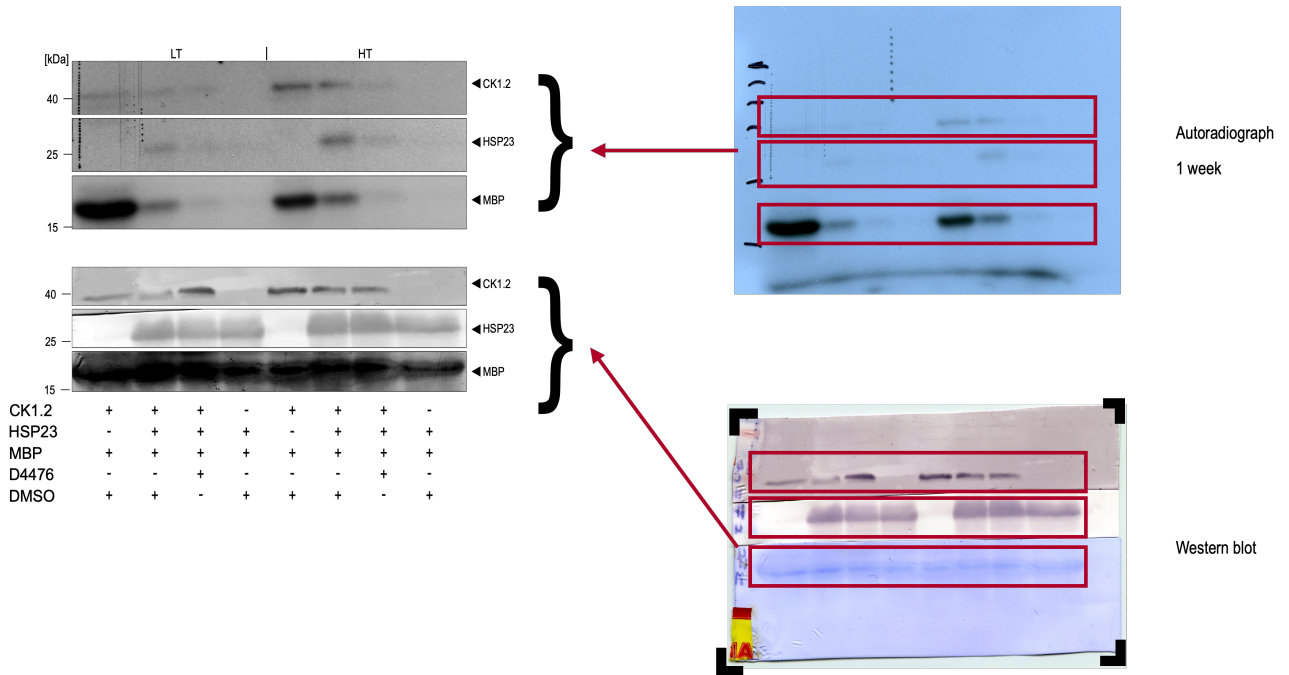 LT | HT
[kDa]
CK1.2
40
HSP23
25
MBP
15
CK1.2
40
HSP23
25
MBP
15
CK1.2 + + + - + + + -
HSP23 - + + + - + + +
MBP + + + + + + + +
D4476 - - + - - - + -
DMSO + + - + + + - +
Autoradiograph
1 week
Western blot